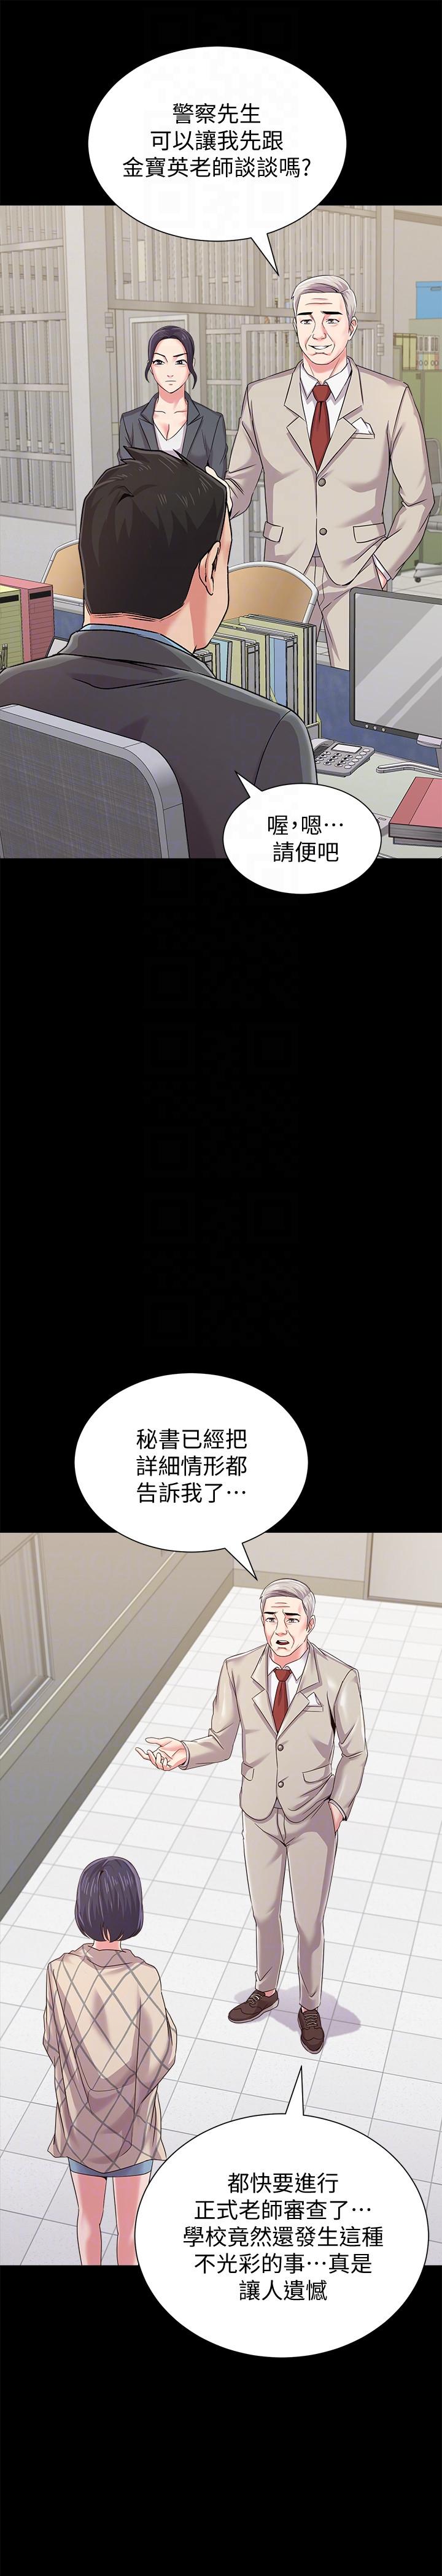 警察先生
可以讓我先跟
金寶英老師談談嗎?
喔,嗯⋯
請便吧
秘書已經把
詳細情形都
告訴我了⋯
都快要進行
正式老師審查了⋯
學校竟然還發生這種
不光彩的事⋯真是
讓人遺憾